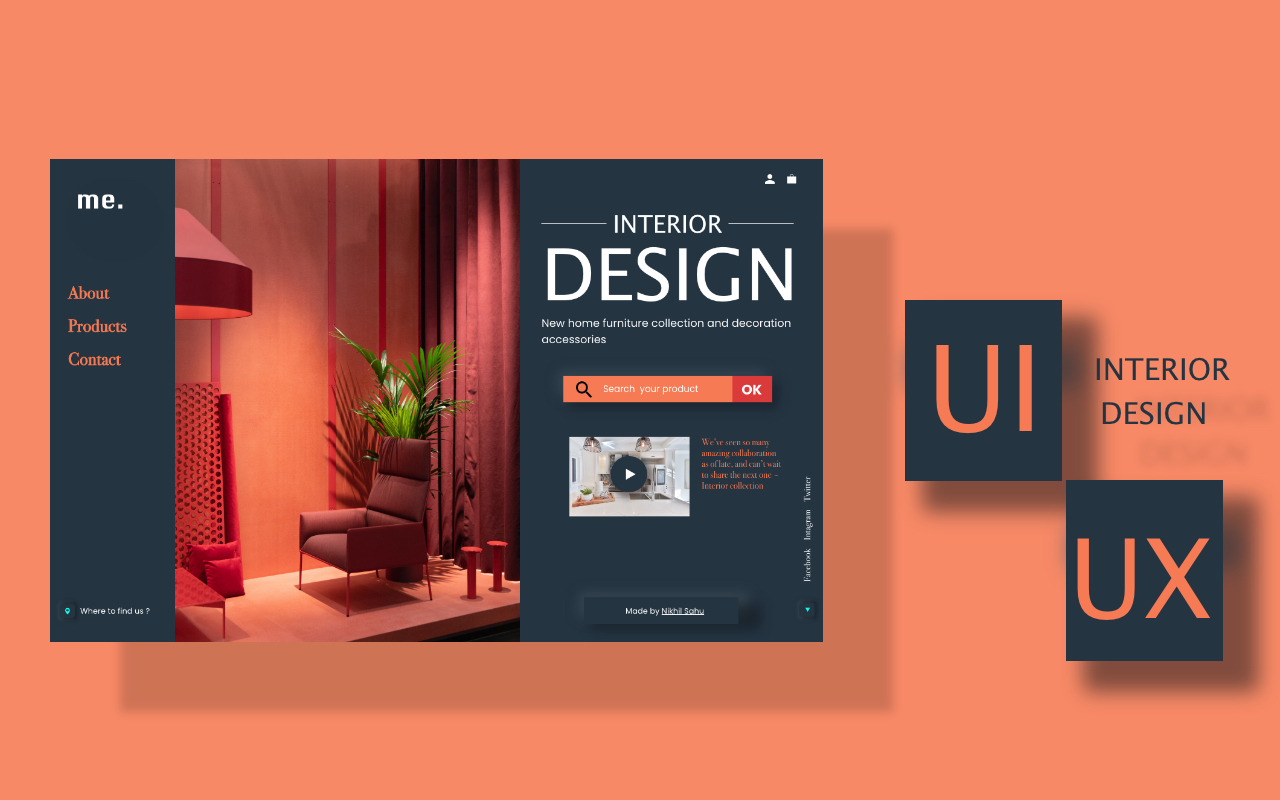 me.
About
Products
Contact
Where to find us ?
INTERIOR
DESIGN
New home furniture collection and decoration
accessories
Search your product
OK
We've seen so many
amazing collaboration
as of late, and can't wait
to share the next one -
Interior collection
Facebook Intagram Twitter
Made by Nikhil Sahu
UI
INTERIOR
DESIGN
UX